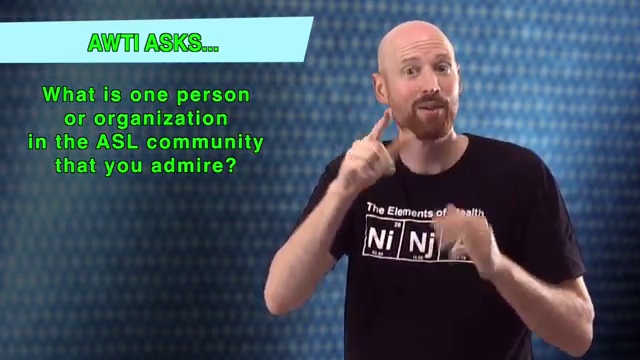 AWTI ASKS...
What is one person
or organization
in the ASL community
that you admire?
The Elements of
Ni Nj
28